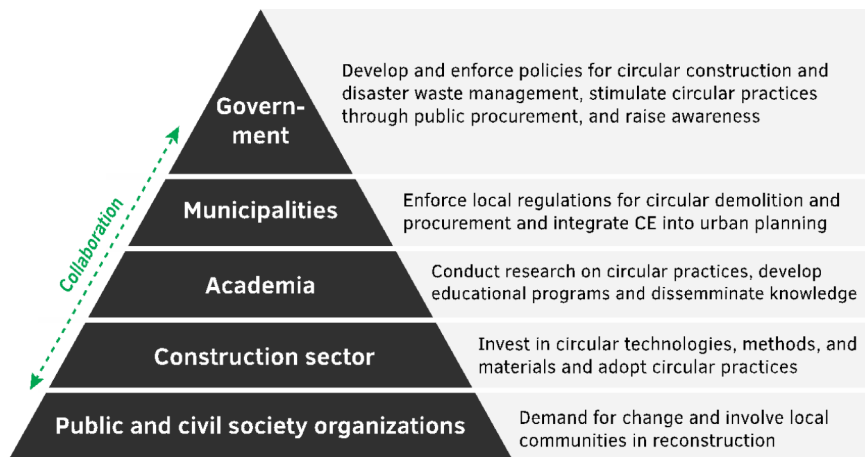 Govern-
ment
Develop and enforce policies for circular construction and
disaster waste management, stimulate circular practices
through public procurement, and raise awareness
Collaboration
Municipalities
Enforce local regulations for circular demolition and
procurement and integrate CE into urban planning
Academia
Conduct research on circular practices, develop
educational programs and dissemminate knowledge
Construction sector
Invest in circular technologies, methods, and
materials and adopt circular practices
Public and civil society organizations
Demand for change and involve local
communities in reconstruction